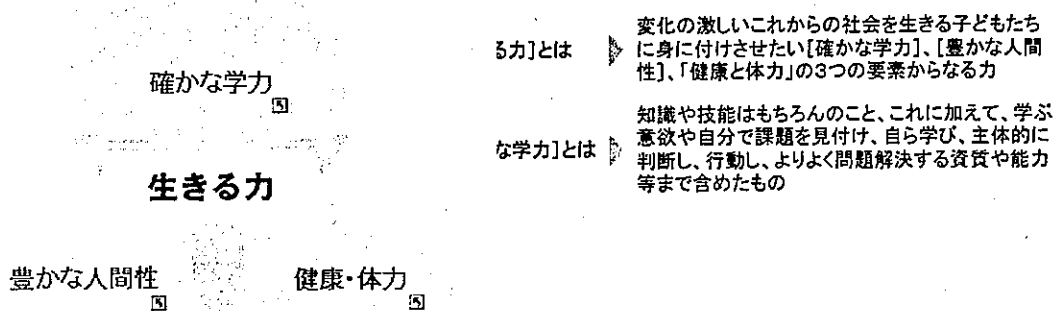 確かな学力
生きる力
豊かな人間性
健康・体力
る力]とは
変化の激しいこれからの社会を生きる子どもたち
に身に付けさせたい[確かな学力]、[豊かな人間
性]、「健康と体力」の3つの要素からなる力
な学力]とは
知識や技能はもちろんのこと、これに加えて、学ぶ
意欲や自分で課題を見付け、自ら学び、主体的に
判断し、行動し、よりよく問題解決する資質や能力
等まで含めたもの